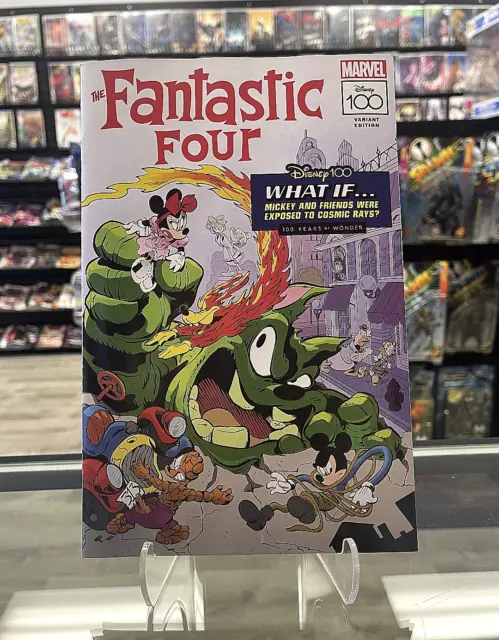 MARVEL
THE
Fantastic
Four
Disney
100
VARIANT
EDITION
Disney 100
WHAT IF...
MICKEY AND FRIENDS WERE
EXPOSED TO COSMIC RAYS?
100 YEARS of WONDER